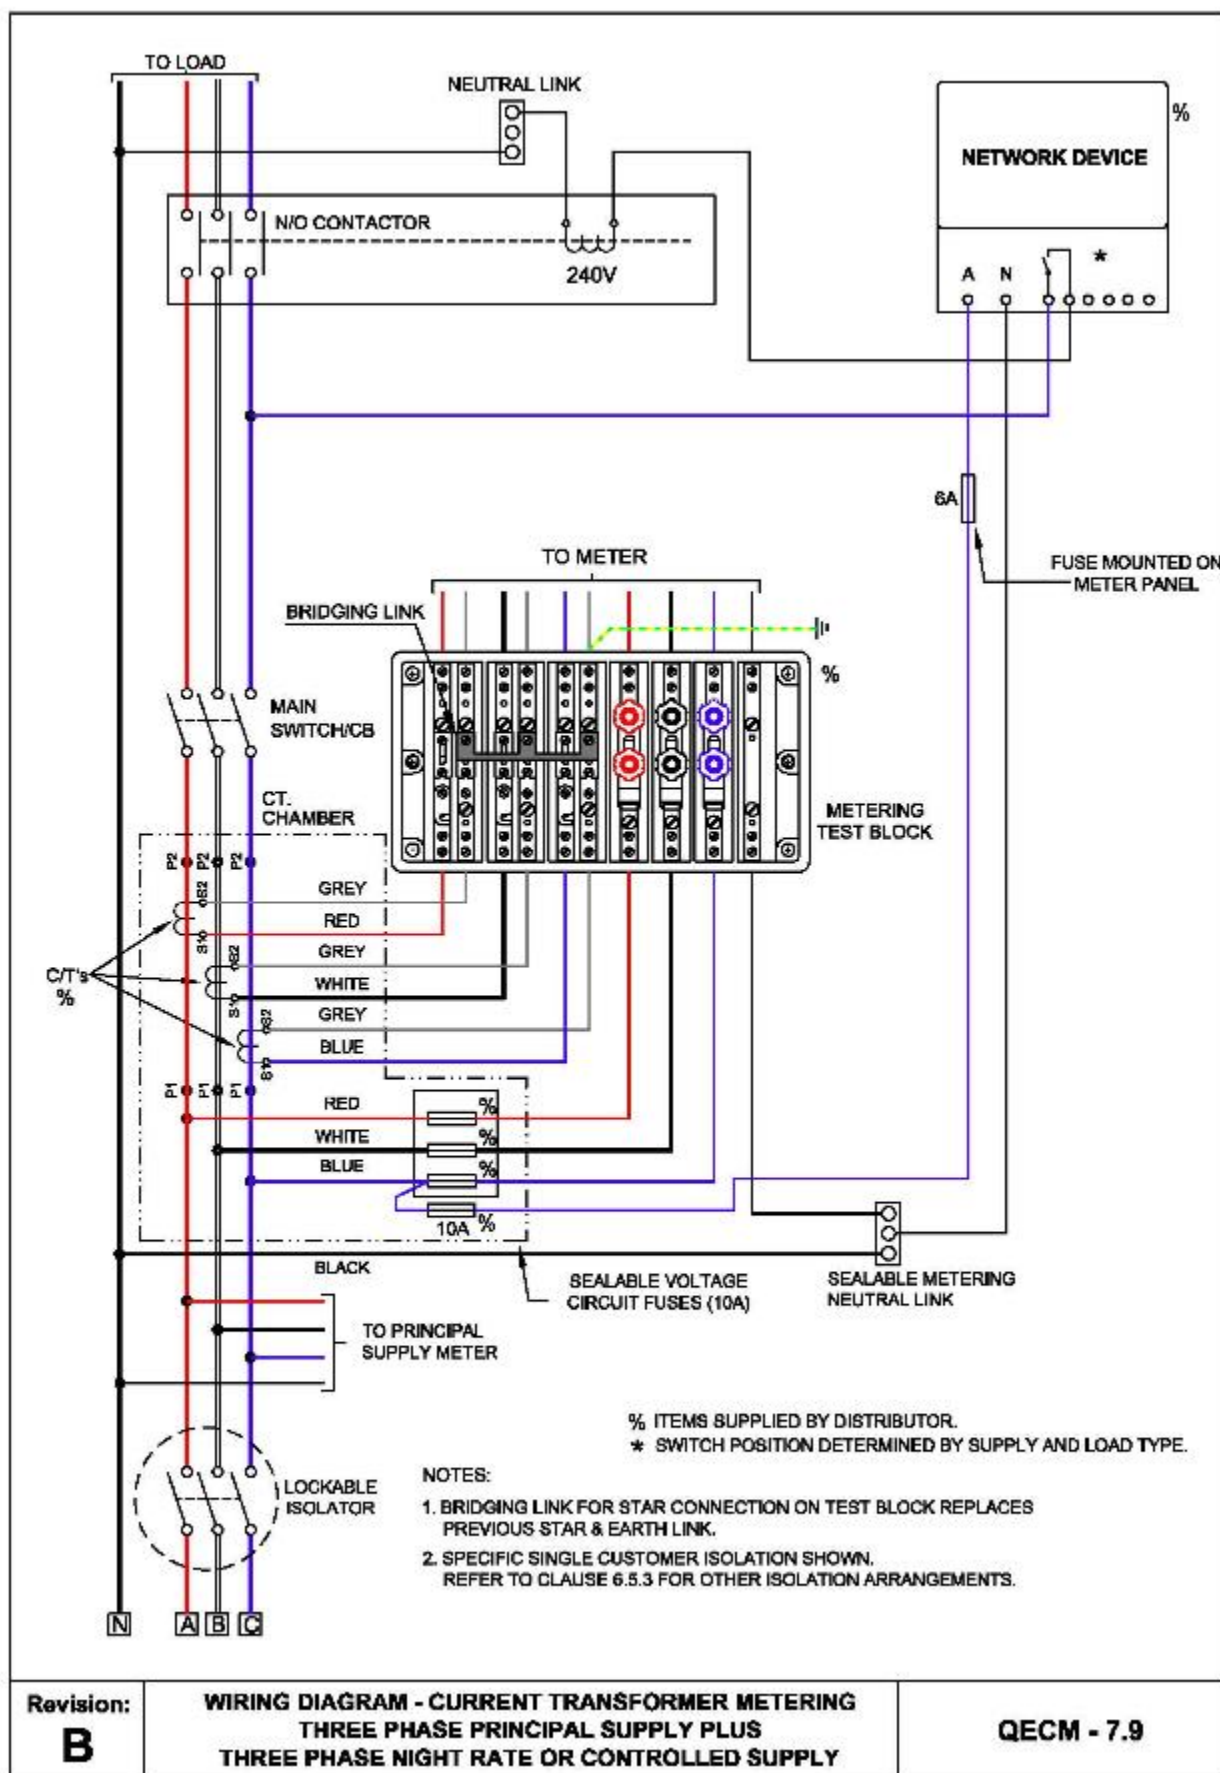 TO LOAD
NEUTRAL LINK
%
NETWORK DEVICE
N/O CONTACTOR
240V
A N *
6A
FUSE MOUNTED ON
METER PANEL
TO METER
BRIDGING LINK
%
MAIN
SWITCH/CB
METERING
TEST BLOCK
CT.
CHAMBER
P2 P2 P2
S2
GREY
RED
S1
S2
GREY
WHITE
S1
C/T's
%
S2
GREY
BLUE
S1
P1 P1 P1
RED
%
WHITE
%
BLUE
%
10A %
BLACK
SEALABLE VOLTAGE
CIRCUIT FUSES (10A)
SEALABLE METERING
NEUTRAL LINK
TO PRINCIPAL
SUPPLY METER
% ITEMS SUPPLIED BY DISTRIBUTOR.
* SWITCH POSITION DETERMINED BY SUPPLY AND LOAD TYPE.
LOCKABLE
ISOLATOR
NOTES:
1. BRIDGING LINK FOR STAR CONNECTION ON TEST BLOCK REPLACES
PREVIOUS STAR & EARTH LINK.
2. SPECIFIC SINGLE CUSTOMER ISOLATION SHOWN.
REFER TO CLAUSE 6.5.3 FOR OTHER ISOLATION ARRANGEMENTS.
N A B C
Revision:
B
WIRING DIAGRAM - CURRENT TRANSFORMER METERING
THREE PHASE PRINCIPAL SUPPLY PLUS
THREE PHASE NIGHT RATE OR CONTROLLED SUPPLY
QECM - 7.9